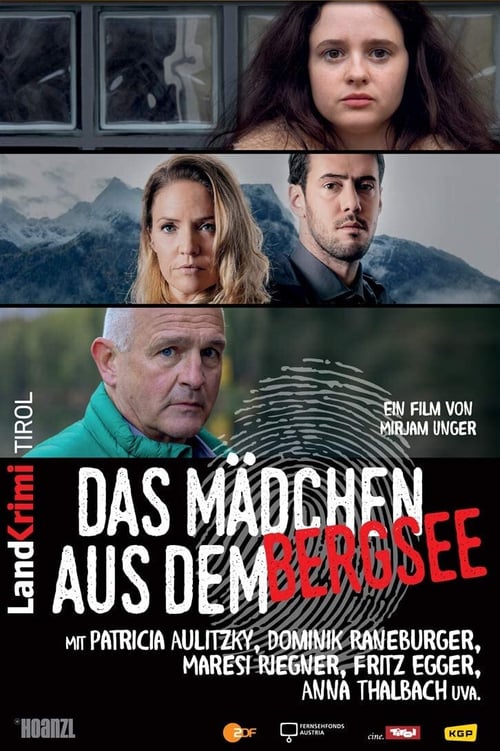 EIN FILM VON
MIRJAM UNGER
LandKrimi TIROL
DAS MÄDCHEN
AUS DEM BERGSEE
MIT PATRICIA AULITZKY, DOMINIK RANEBURGER,
MARESI RIEGNER, FRITZ EGGER,
ANNA THALBACH UVA.
HOANZL
ZDF
FERNSEHFONDS
AUSTRIA
cine.
Tirol
KGP